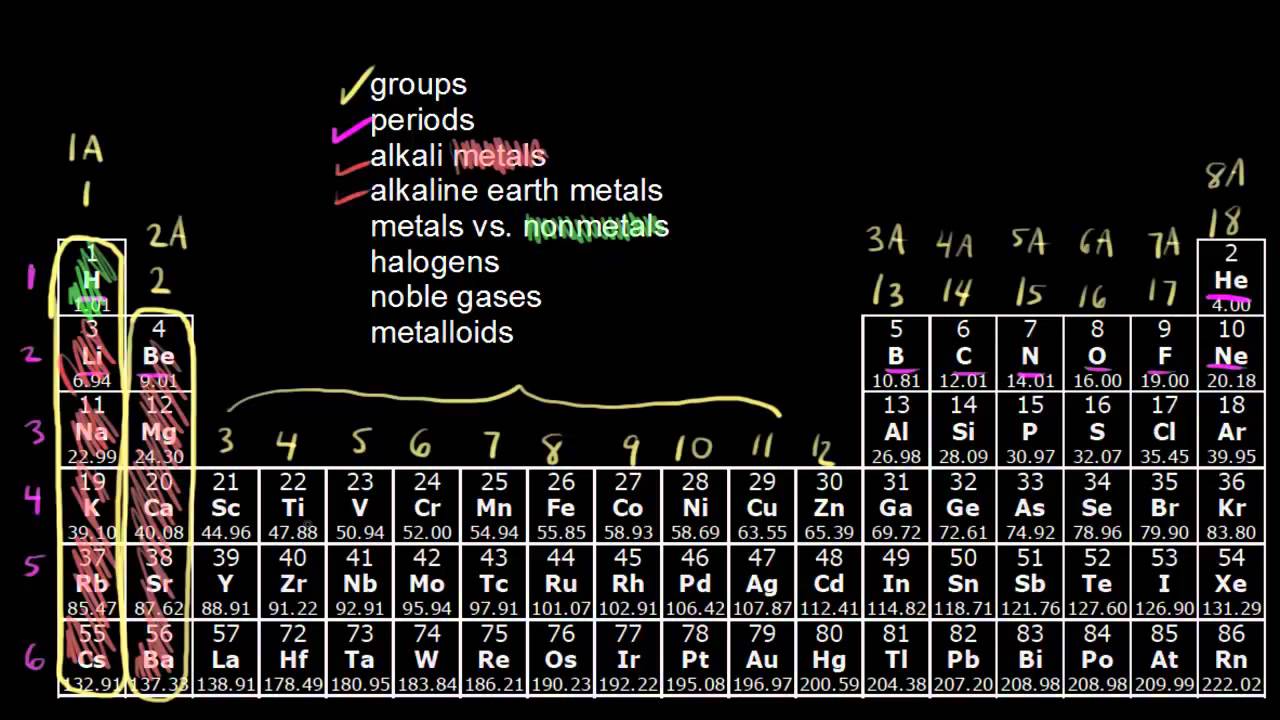 groups
periods
alkali metals
alkaline earth metals
metals vs. nonmetals
halogens
noble gases
metalloids
1A 8A
1 2A 3A 4A 5A 6A 7A 18
2 13 14 15 16 17
1 1 2
H He
1.01 4.00
2 3 4 5 6 7 8 9 10
Li Be B C N O F Ne
6.94 9.01 10.81 12.01 14.01 16.00 19.00 20.18
3 11 12 13 14 15 16 17 18
Na Mg 3 4 5 6 7 8 9 10 11 12 Al Si P S Cl Ar
22.99 24.30 26.98 28.09 30.97 32.07 35.45 39.95
4 19 20 21 22 23 24 25 26 27 28 29 30 31 32 33 34 35 36
K Ca Sc Ti V Cr Mn Fe Co Ni Cu Zn Ga Ge As Se Br Kr
39.10 40.08 44.96 47.88 50.94 52.00 54.94 55.85 58.93 58.69 63.55 65.39 69.72 72.61 74.92 78.96 79.90 83.80
5 37 38 39 40 41 42 43 44 45 46 47 48 49 50 51 52 53 54
Rb Sr Y Zr Nb Mo Tc Ru Rh Pd Ag Cd In Sn Sb Te I Xe
85.47 87.62 88.91 91.22 92.91 95.94 97.91 101.07 102.91 106.42 107.87 112.41 114.82 118.71 121.76 127.60 126.90 131.29
6 55 56 57 72 73 74 75 76 77 78 79 80 81 82 83 84 85 86
Cs Ba La Hf Ta W Re Os Ir Pt Au Hg Tl Pb Bi Po At Rn
132.91 137.33 138.91 178.49 180.95 183.84 186.21 190.23 192.22 195.08 196.97 200.59 204.38 207.20 208.98 208.98 209.99 222.02